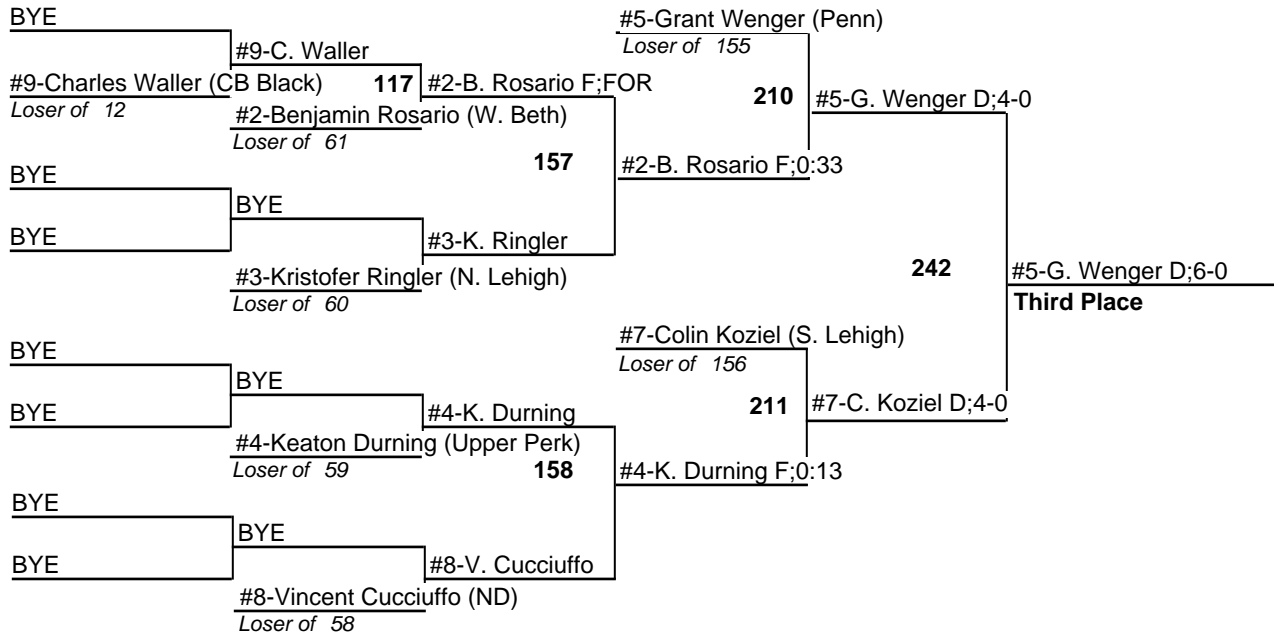 BYE
#9-C. Waller
#9-Charles Waller (CB Black)
Loser of 12
117
#2-B. Rosario F;FOR
#2-Benjamin Rosario (W. Beth)
Loser of 61
157
BYE
BYE
BYE
#3-K. Ringler
#3-Kristofer Ringler (N. Lehigh)
Loser of 60
#5-Grant Wenger (Penn)
Loser of 155
210
#5-G. Wenger D;4-0
#2-B. Rosario F;0:33
242
#5-G. Wenger D;6-0
Third Place
BYE
BYE
BYE
#4-K. Durning
#4-Keaton Durning (Upper Perk)
Loser of 59
158
BYE
BYE
BYE
#8-V. Cucciuffo
#8-Vincent Cucciuffo (ND)
Loser of 58
#7-Colin Koziel (S. Lehigh)
Loser of 156
211
#7-C. Koziel D;4-0
#4-K. Durning F;0:13